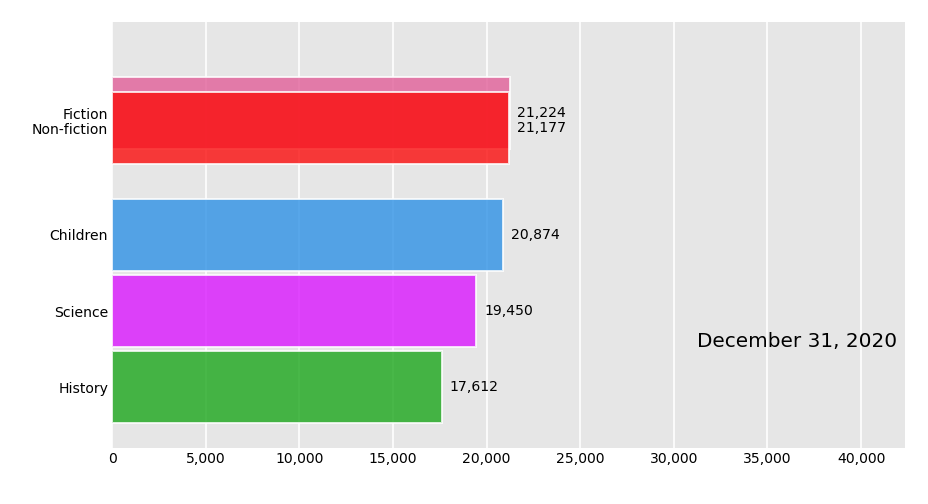 Fiction 21,224
Non-fiction 21,177
Children 20,874
Science 19,450
December 31, 2020
History 17,612
0 5,000 10,000 15,000 20,000 25,000 30,000 35,000 40,000